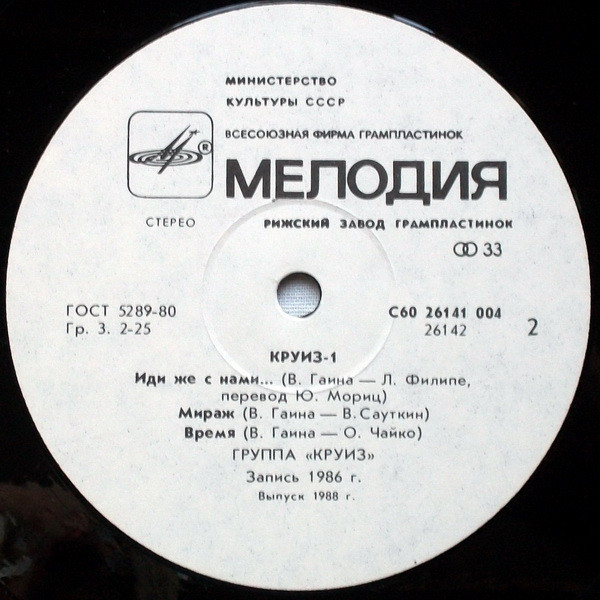 МИНИСТЕРСТВО
КУЛЬТУРЫ СССР
ВСЕСОЮЗНАЯ ФИРМА ГРАМПЛАСТИНОК
®
МЕЛОДИЯ
СТЕРЕО
РИЖСКИЙ ЗАВОД ГРАМПЛАСТИНОК
33
ГОСТ 5289-80
Гр. 3. 2-25
С60 26141 004
26142
2
КРУИЗ-1
Иди же с нами... (В. Гаина — Л. Филипе,
перевод Ю. Мориц)
Мираж (В. Гаина — В. Сауткин)
Время (В. Гаина — О. Чайко)
ГРУППА «КРУИЗ»
Запись 1986 г.
Выпуск 1988 г.